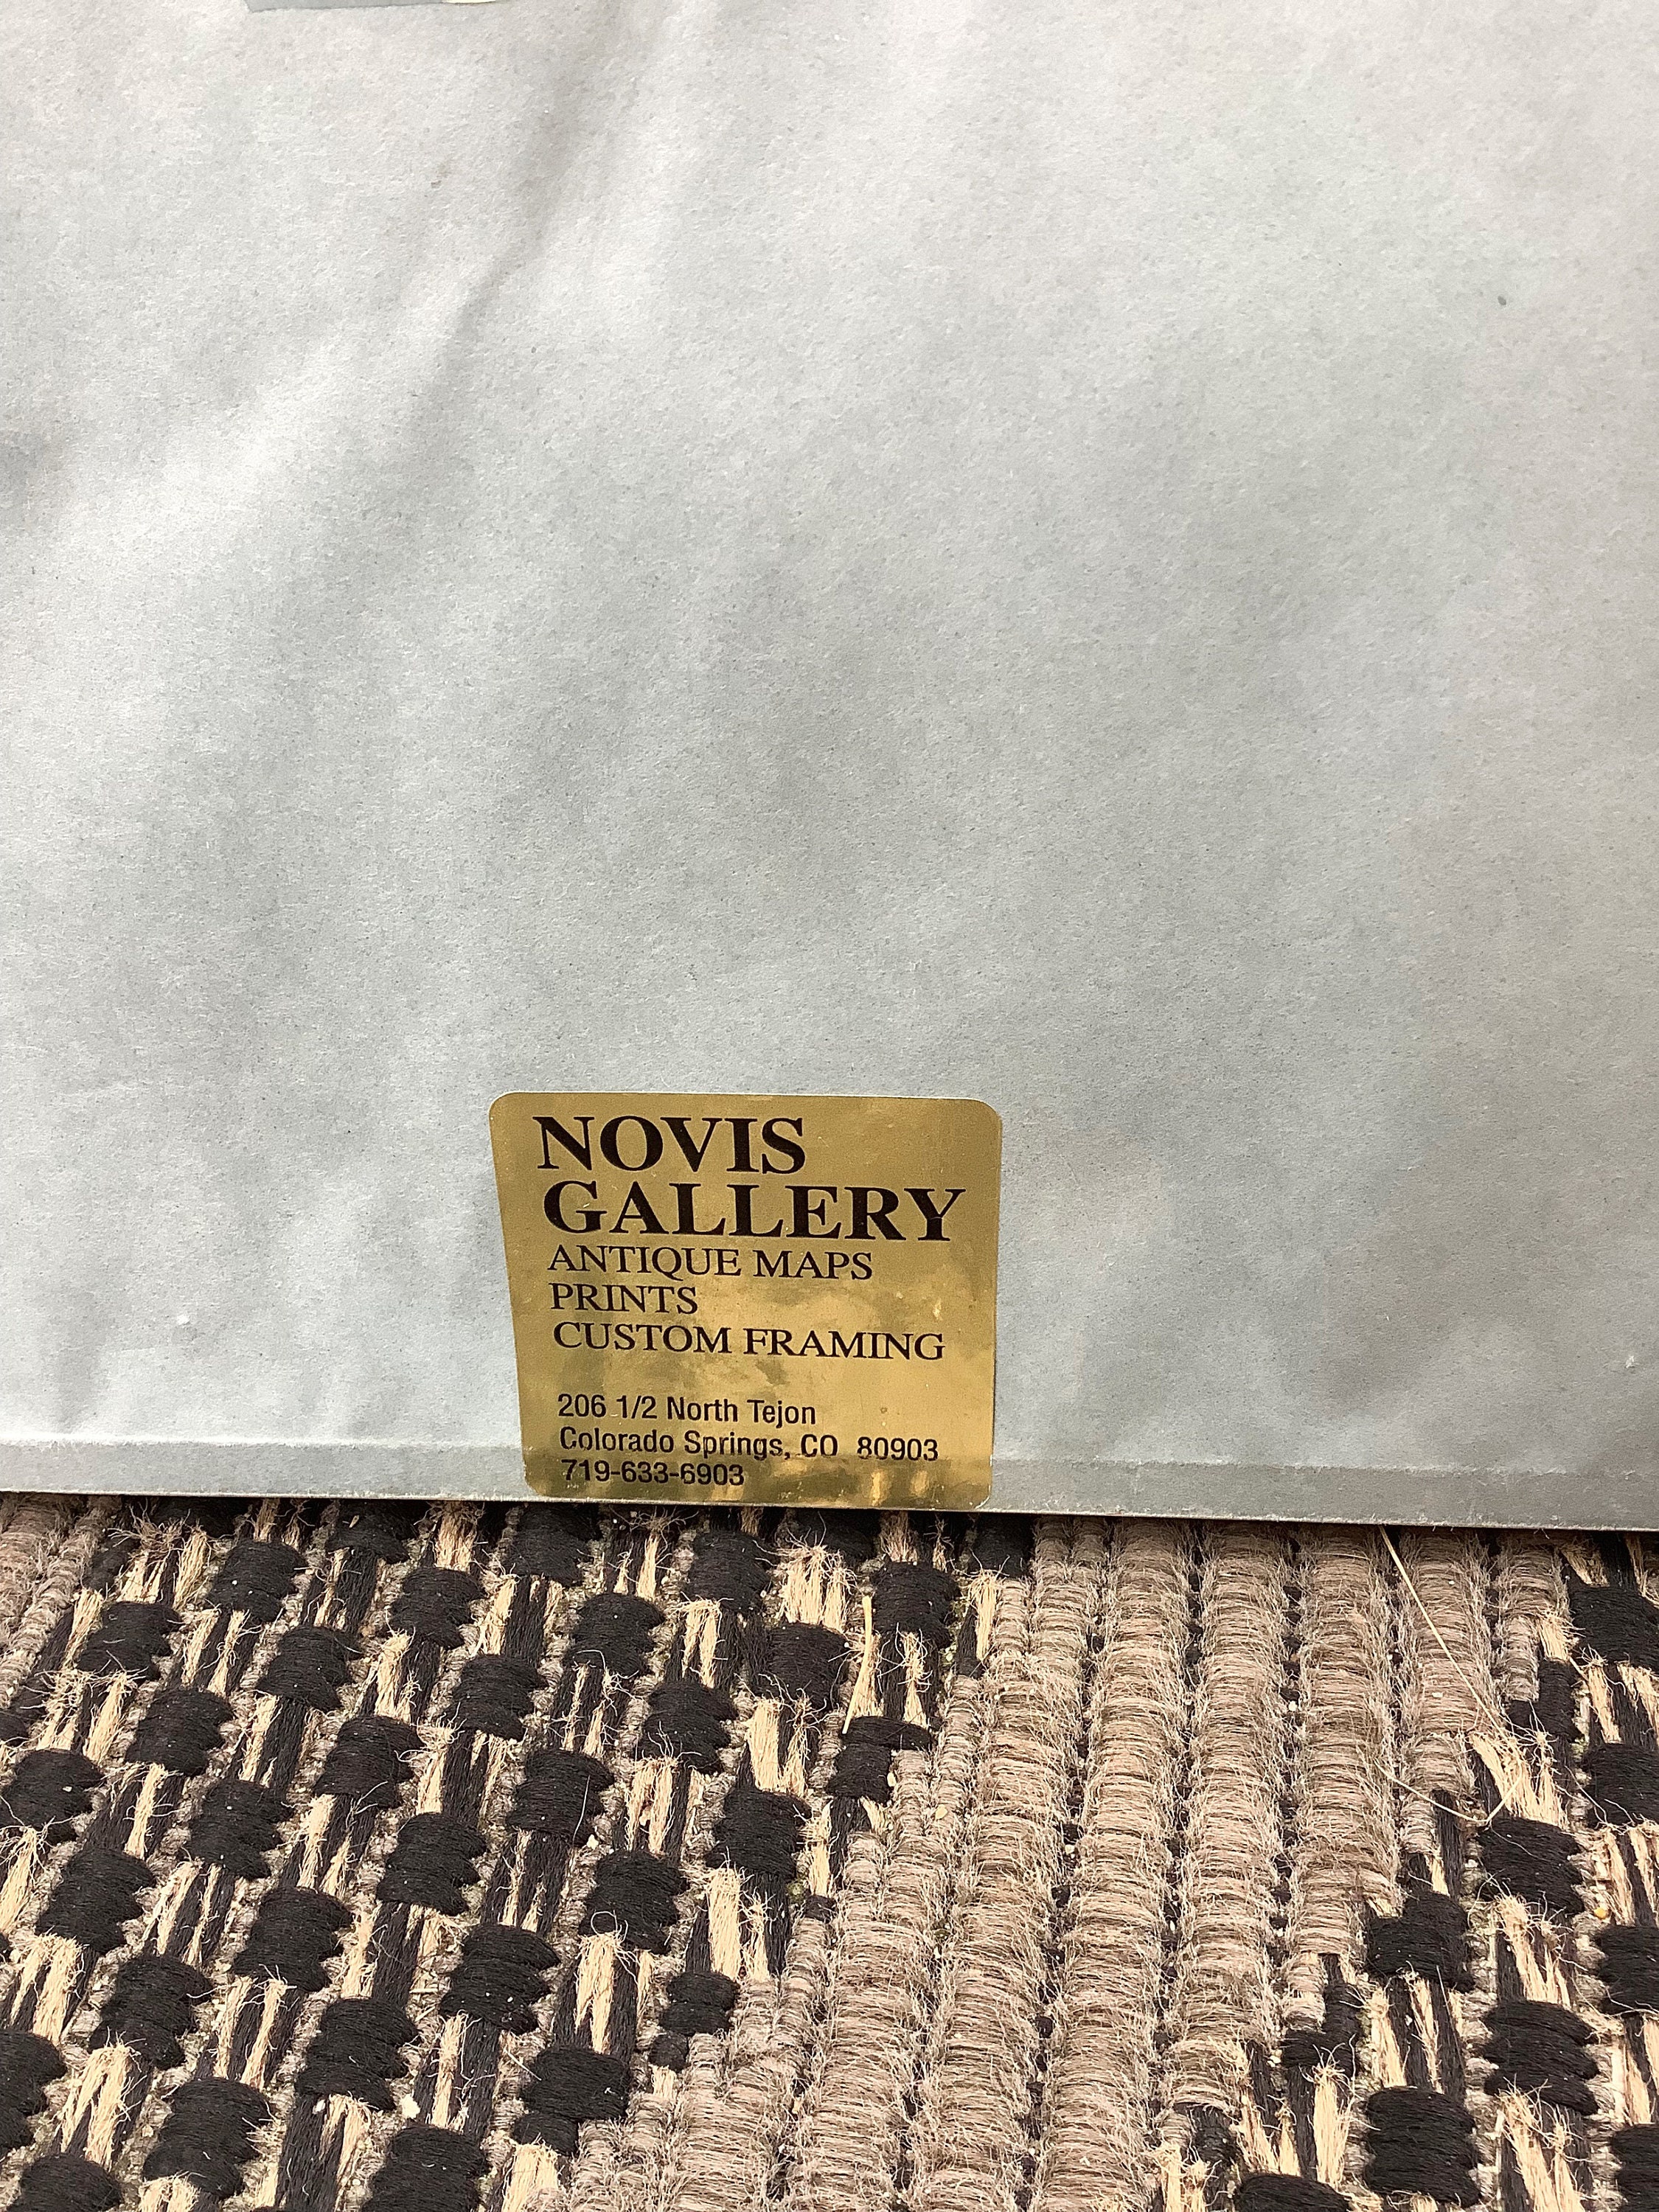 NOVIS
GALLERY
ANTIQUE MAPS
PRINTS
CUSTOM FRAMING
206 1/2 North Tejon
Colorado Springs, CO 80903
719-633-6903